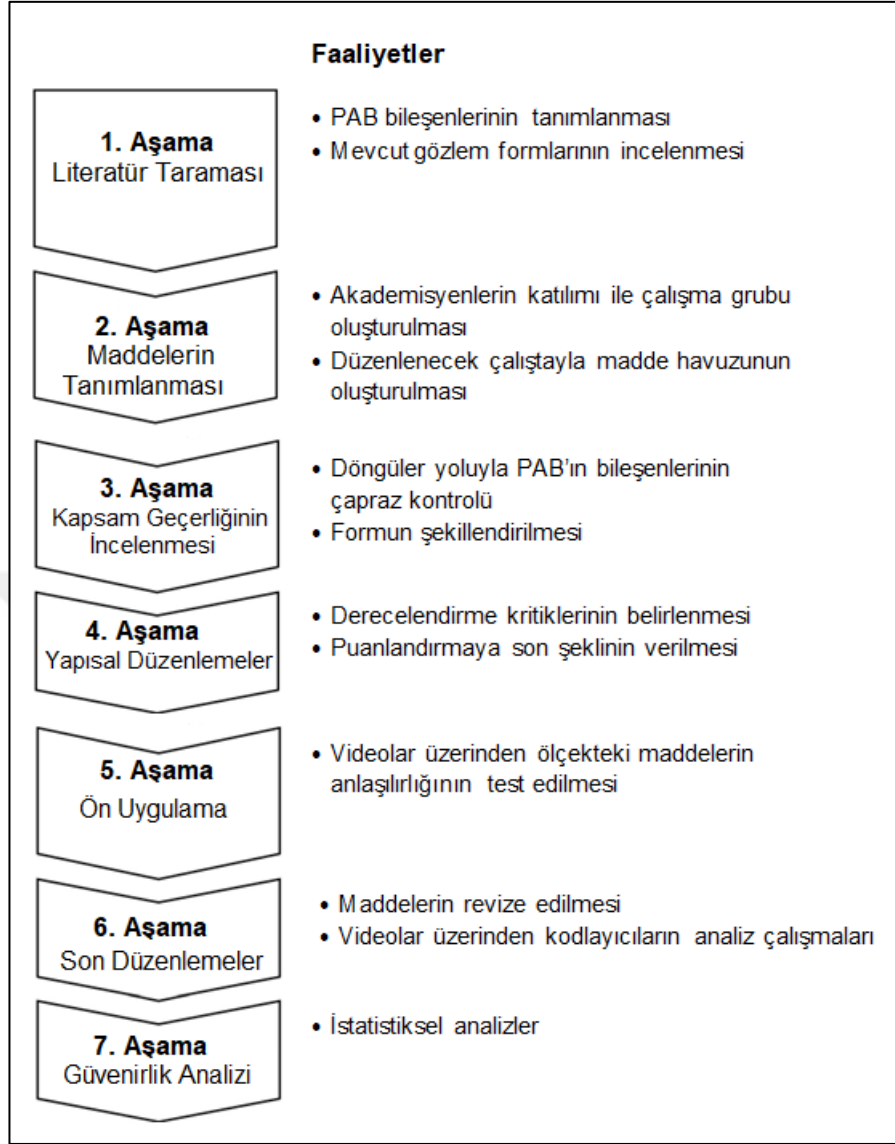 Faaliyetler
1. Aşama
Literatür Taraması
• PAB bileşenlerinin tanımlanması
• Mevcut gözlem formlarının incelenmesi
2. Aşama
Maddelerin
Tanımlanması
• Akademisyenlerin katılımı ile çalışma grubu
oluşturulması
• Düzenlenecek çalıştayla madde havuzunun
oluşturulması
3. Aşama
Kapsam Geçerliğinin
İncelenmesi
• Döngüler yoluyla PAB'ın bileşenlerinin
çapraz kontrolü
• Formun şekillendirilmesi
4. Aşama
Yapısal Düzenlemeler
• Derecelendirme kritiklerinin belirlenmesi
• Puanlandırmaya son şeklinin verilmesi
5. Aşama
Ön Uygulama
• Videolar üzerinden ölçekteki maddelerin
anlaşılırlığının test edilmesi
6. Aşama
Son Düzenlemeler
• Maddelerin revize edilmesi
• Videolar üzerinden kodlayıcıların analiz çalışmaları
7. Aşama
Güvenirlik Analizi
• İstatistiksel analizler